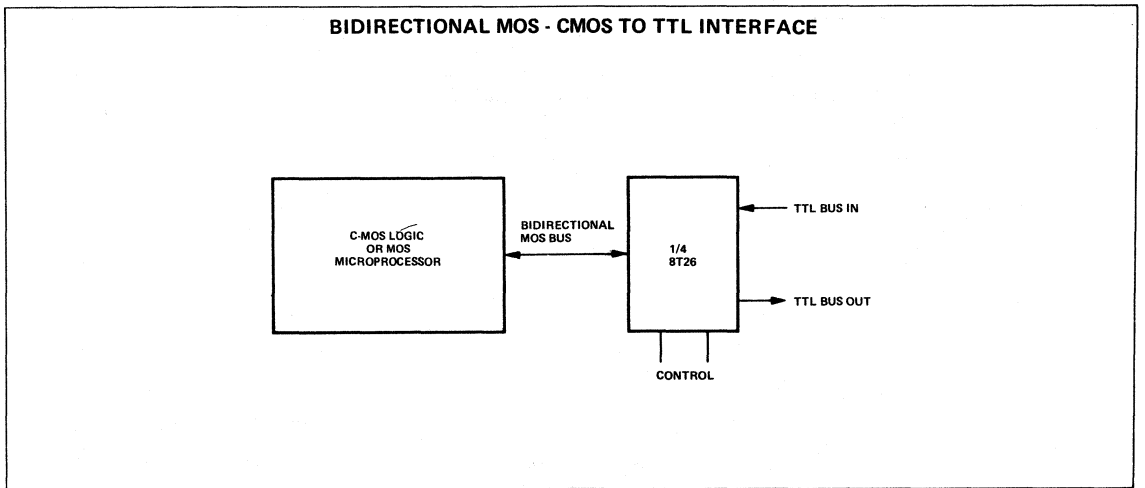 BIDIRECTIONAL MOS - CMOS TO TTL INTERFACE
C-MOS LOGIC
OR MOS
MICROPROCESSOR
BIDIRECTIONAL
MOS BUS
1/4
8T26
TTL BUS IN
TTL BUS OUT
CONTROL